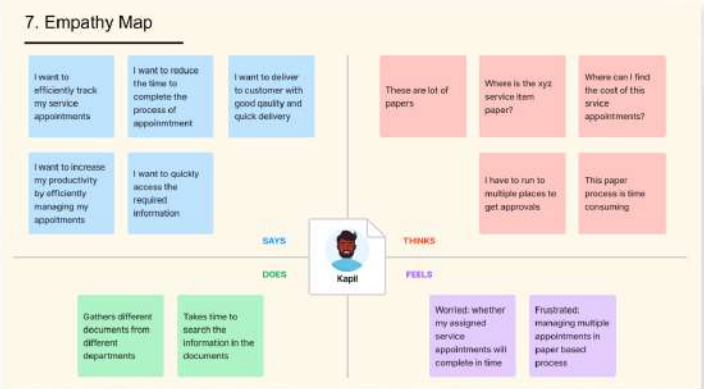 7. Empathy Map
I want to
efficiently track
my service
appointments
I want to reduce
the time to
complete the
process of
appoinmtment
I want to deliver
to customer with
good qaulity and
quick delivery
I want to increase
my productivity
by efficiently
managing my
appoitments
I want to quickly
access the
required
information
These are lot of
papers
Where is the xyz
service item
paper?
Where can I find
the cost of this
srvice
appointments?
I have to run to
multiple places to
get approvals
This paper
process is time
consuming
SAYS
THINKS
DOES
FEELS
Kapil
Gathers different
documents from
different
departments
Takes time to
search the
information in the
documents
Worried: whether
my assigned
service
appointments will
complete in time
Frustrated:
managing multiple
appointments in
paper based
process